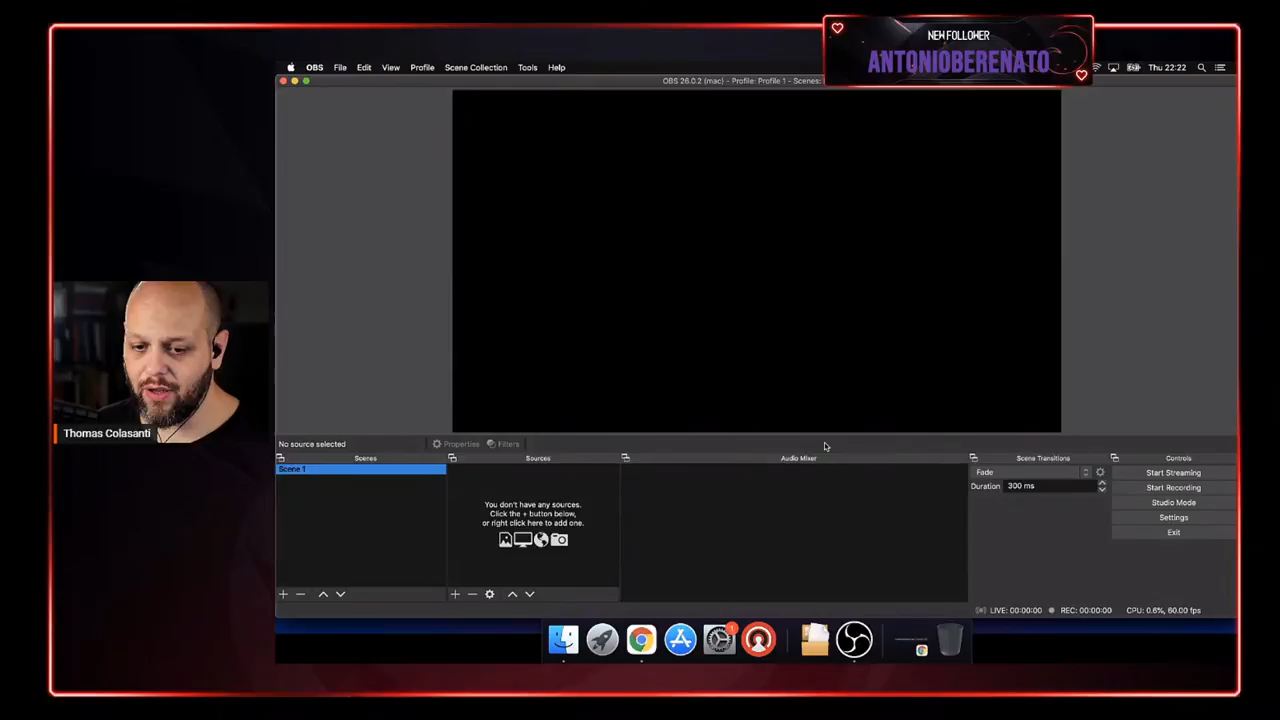 NEW FOLLOWER
ANTONIOBERENATO
OBS File Edit View Profile Scene Collection Tools Help
Thu 22:22
OBS 26.0.2 (mac) - Profile: Profile 1 - Scenes:
Thomas Colasanti
No source selected Properties Filters
Scenes Sources Audio Mixer Scene Transitions Controls
Scene 1
Fade
Duration 300 ms
Start Streaming
Start Recording
Studio Mode
Settings
Exit
You don't have any sources.
Click the + button below,
or right click here to add one.
LIVE: 00:00:00 REC: 00:00:00 CPU: 0.6%, 60.00 fps
1